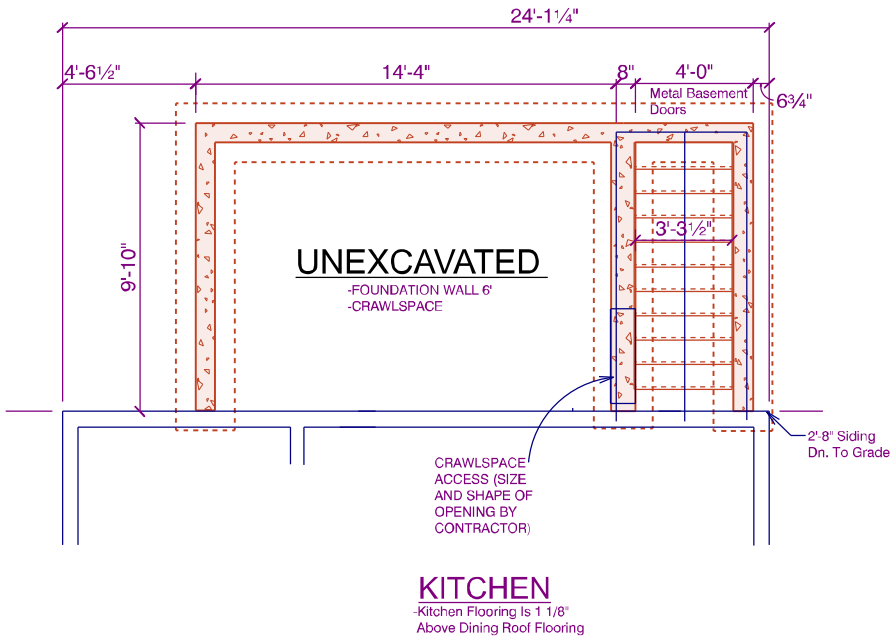 24'-1¼"
4'-6½"
14'-4"
8"
4'-0"
Metal Basement
Doors
6¾"
9'-10"
3'-3½"
UNEXCAVATED
-FOUNDATION WALL 6'
-CRAWLSPACE
2'-8" Siding
Dn. To Grade
CRAWLSPACE
ACCESS (SIZE
AND SHAPE OF
OPENING BY
CONTRACTOR)
KITCHEN
-Kitchen Flooring Is 1 1/8"
Above Dining Roof Flooring